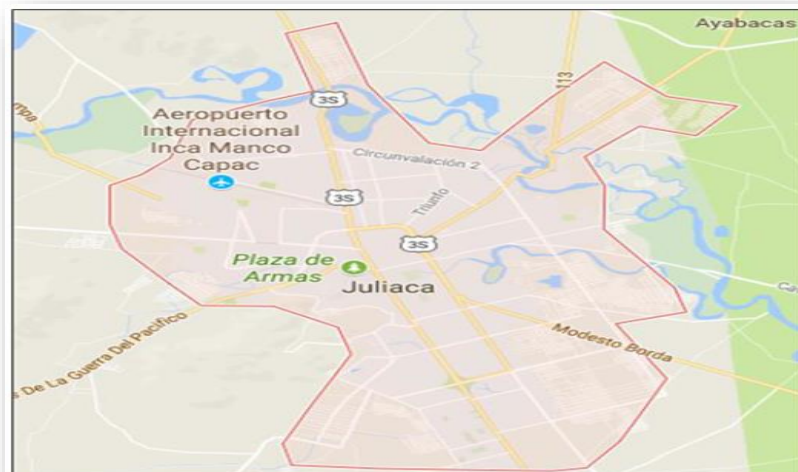 Ayabacas
113
3S
Aeropuerto
Internacional
Inca Manco
Capac
Circunvalación 2
3S
Triunfo
3S
Plaza de
Armas
Juliaca
Modesto Borda
De La Guerra Del Pacífico